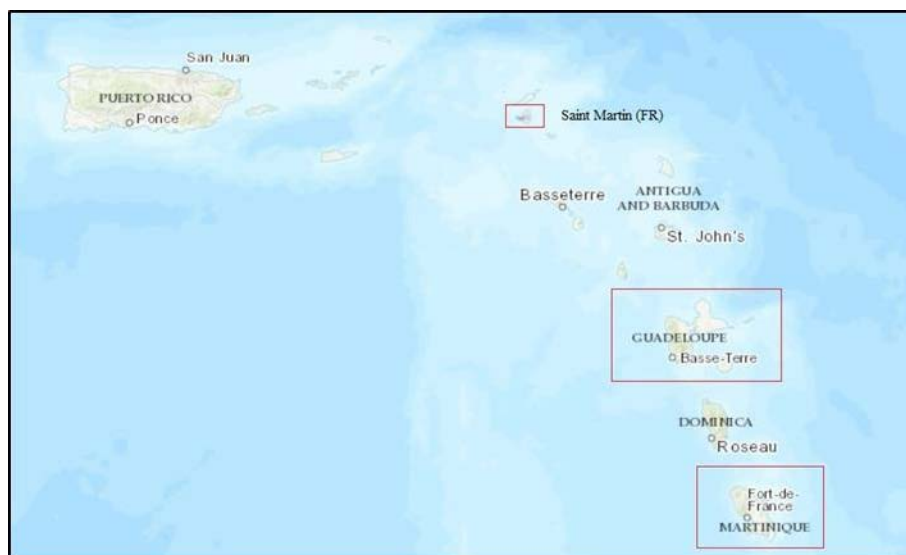 San Juan
PUERTO RICO
Ponce
Saint Martin (FR)
Basseterre
ANTIGUA
AND BARBUDA
St. John's
GUADELOUPE
Basse-Terre
DOMINICA
Roseau
Fort-de-
France
MARTINIQUE